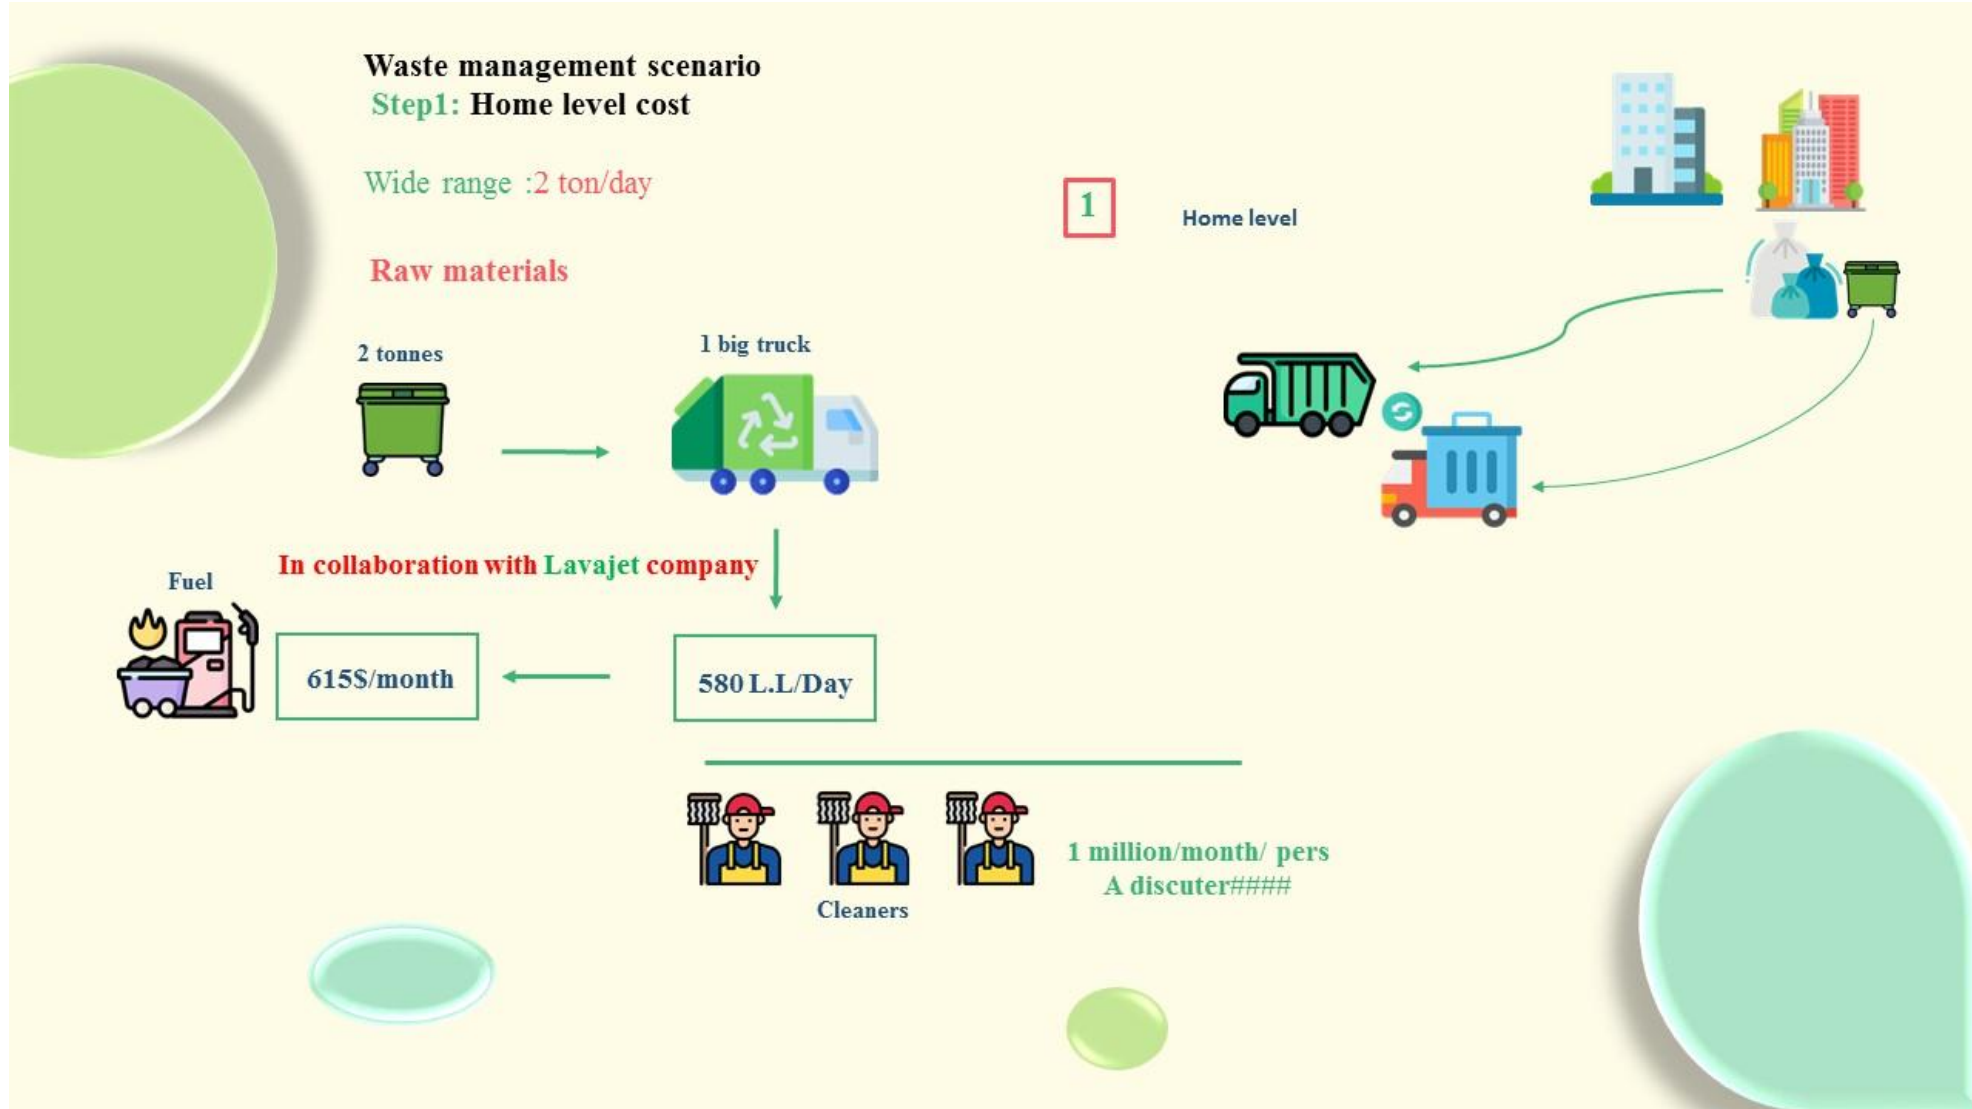 Waste management scenario
Step1: Home level cost
Wide range :2 ton/day
Raw materials
2 tonnes
1 big truck
In collaboration with Lavajet company
Fuel
615$/month
580 L.L/Day
1 million/month/ pers
A discuter####
Cleaners
1
Home level